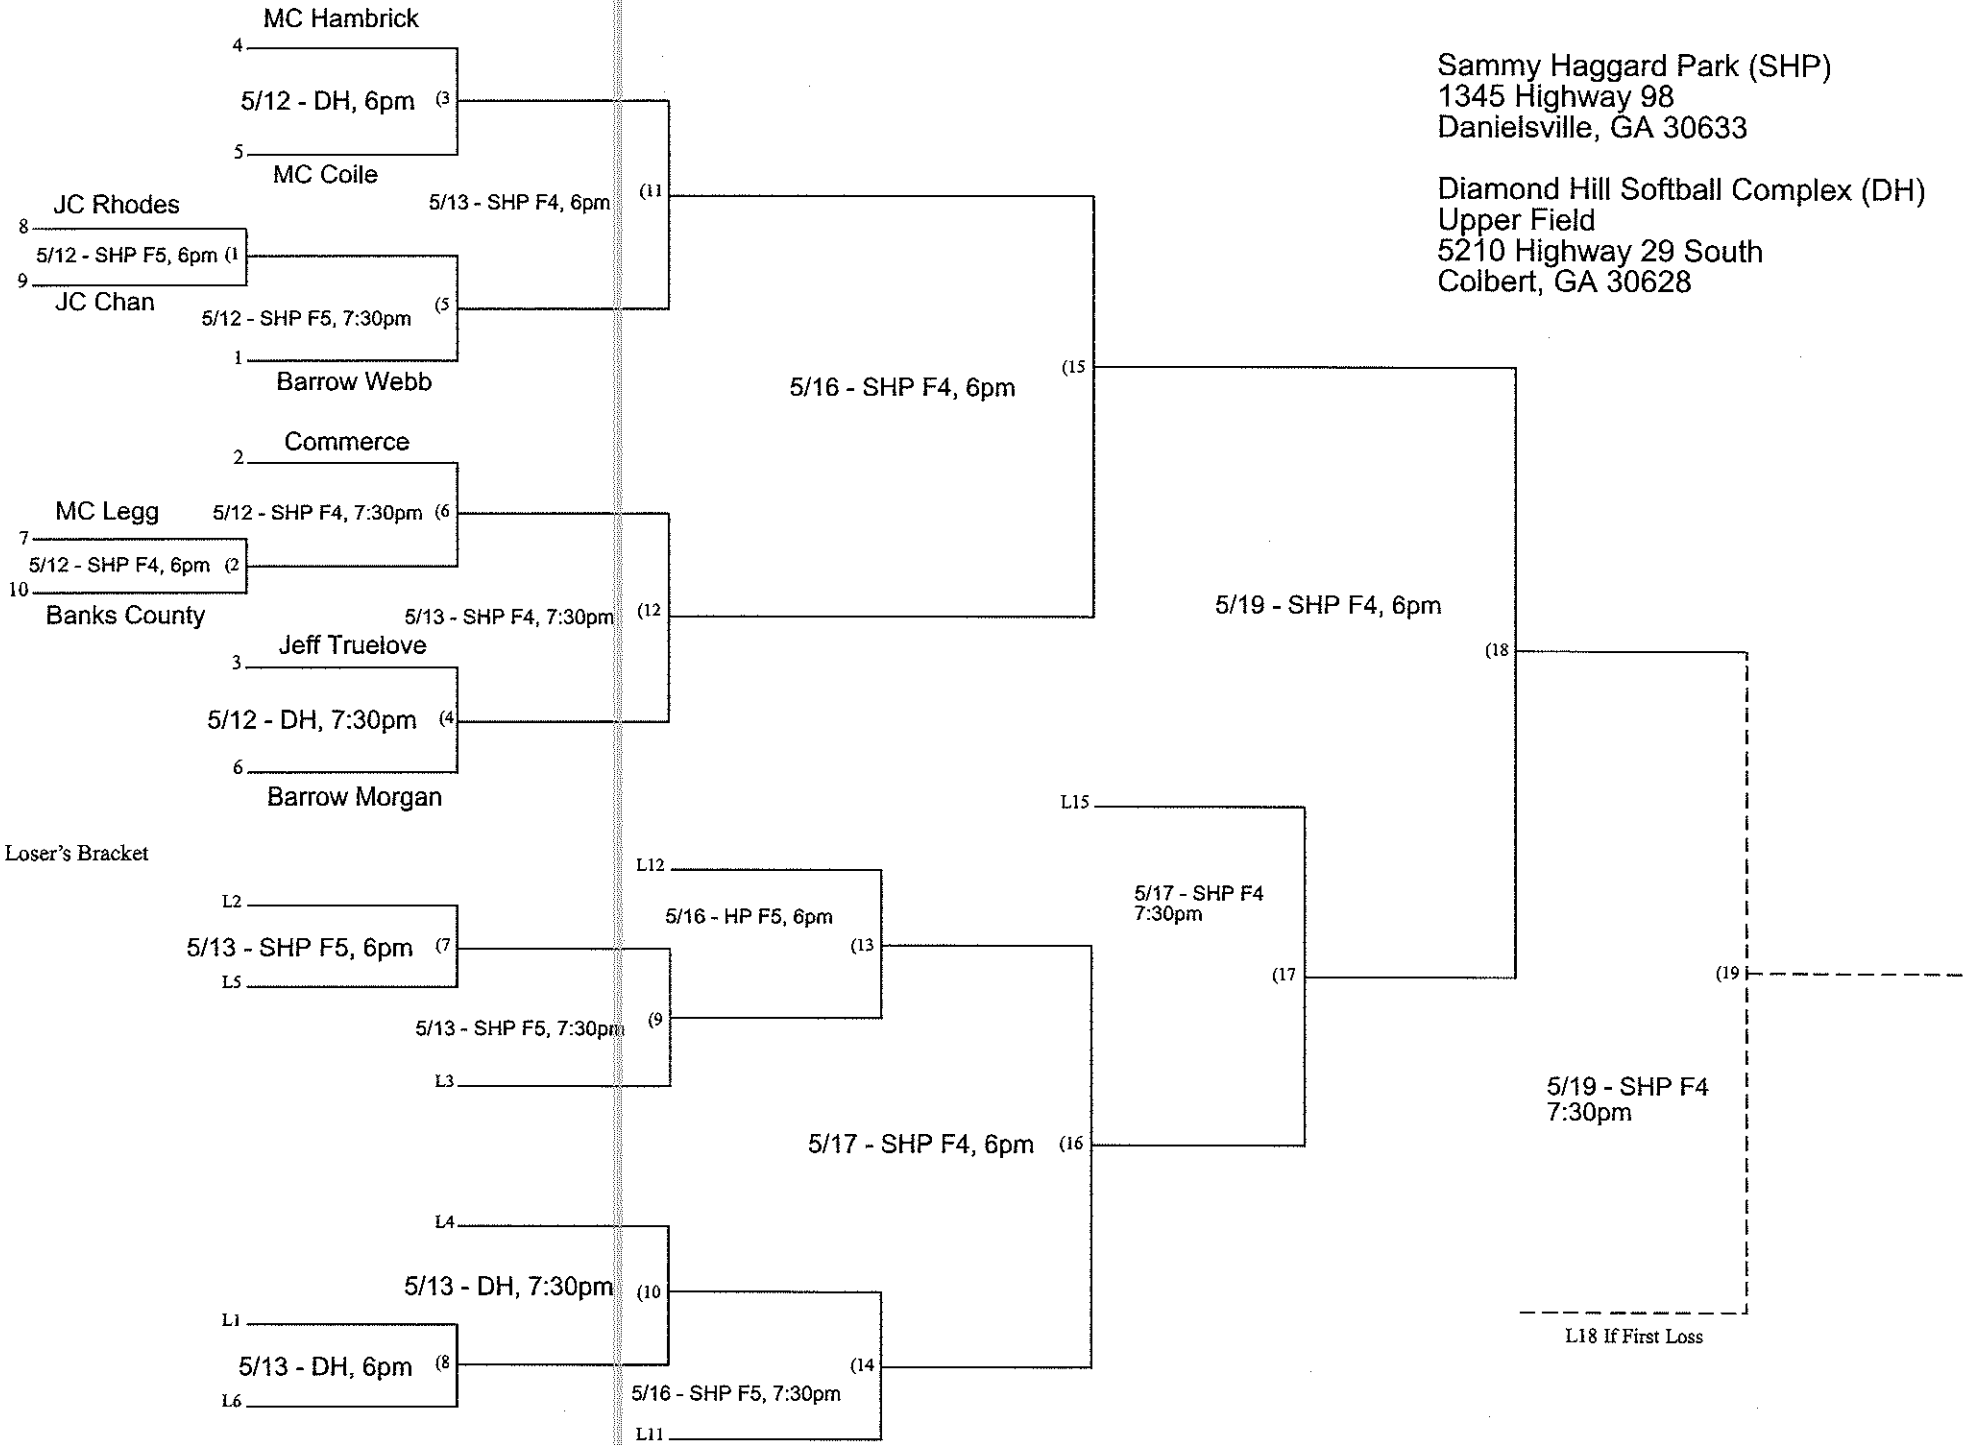 MC Hambrick
4
5/12 - DH, 6pm (3
5
MC Coile
JC Rhodes
8
5/12 - SHP F5, 6pm (1
9
JC Chan
5/13 - SHP F4, 6pm (11
5/12 - SHP F5, 7:30pm (5
1
Barrow Webb
Commerce
2
MC Legg
5/12 - SHP F4, 7:30pm (6
7
5/12 - SHP F4, 6pm (2
10
Banks County
5/13 - SHP F4, 7:30pm (12
Jeff Truelove
3
5/12 - DH, 7:30pm (4
6
Barrow Morgan
5/16 - SHP F4, 6pm (15
5/19 - SHP F4, 6pm
(18
Sammy Haggard Park (SHP)
1345 Highway 98
Danielsville, GA 30633
Diamond Hill Softball Complex (DH)
Upper Field
5210 Highway 29 South
Colbert, GA 30628
Loser's Bracket
L2
5/13 - SHP F5, 6pm (7
L5
5/13 - SHP F5, 7:30pm (9
L3
L12
5/16 - HP F5, 6pm
(13
L15
5/17 - SHP F4
7:30pm
(17
5/17 - SHP F4, 6pm (16
L4
5/13 - DH, 7:30pm (10
L1
5/13 - DH, 6pm (8
L6
(14
5/16 - SHP F5, 7:30pm
L11
(19
5/19 - SHP F4
7:30pm
L18 If First Loss